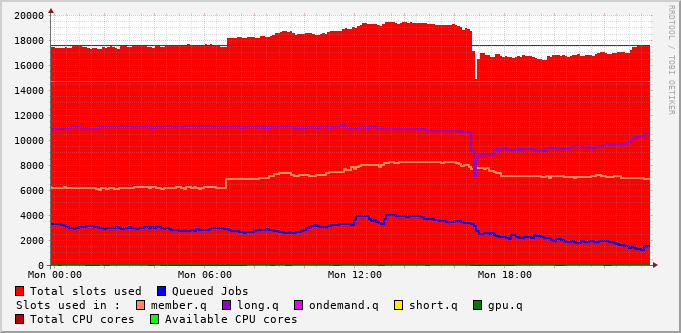 20000
18000
16000
14000
12000
10000
8000
6000
4000
2000
0
Mon 00:00 Mon 06:00 Mon 12:00 Mon 18:00
RRDTOOL / TOBI OETIKER
Total slots used Queued Jobs
Slots used in : member.q long.q ondemand.q short.q gpu.q
Total CPU cores Available CPU cores